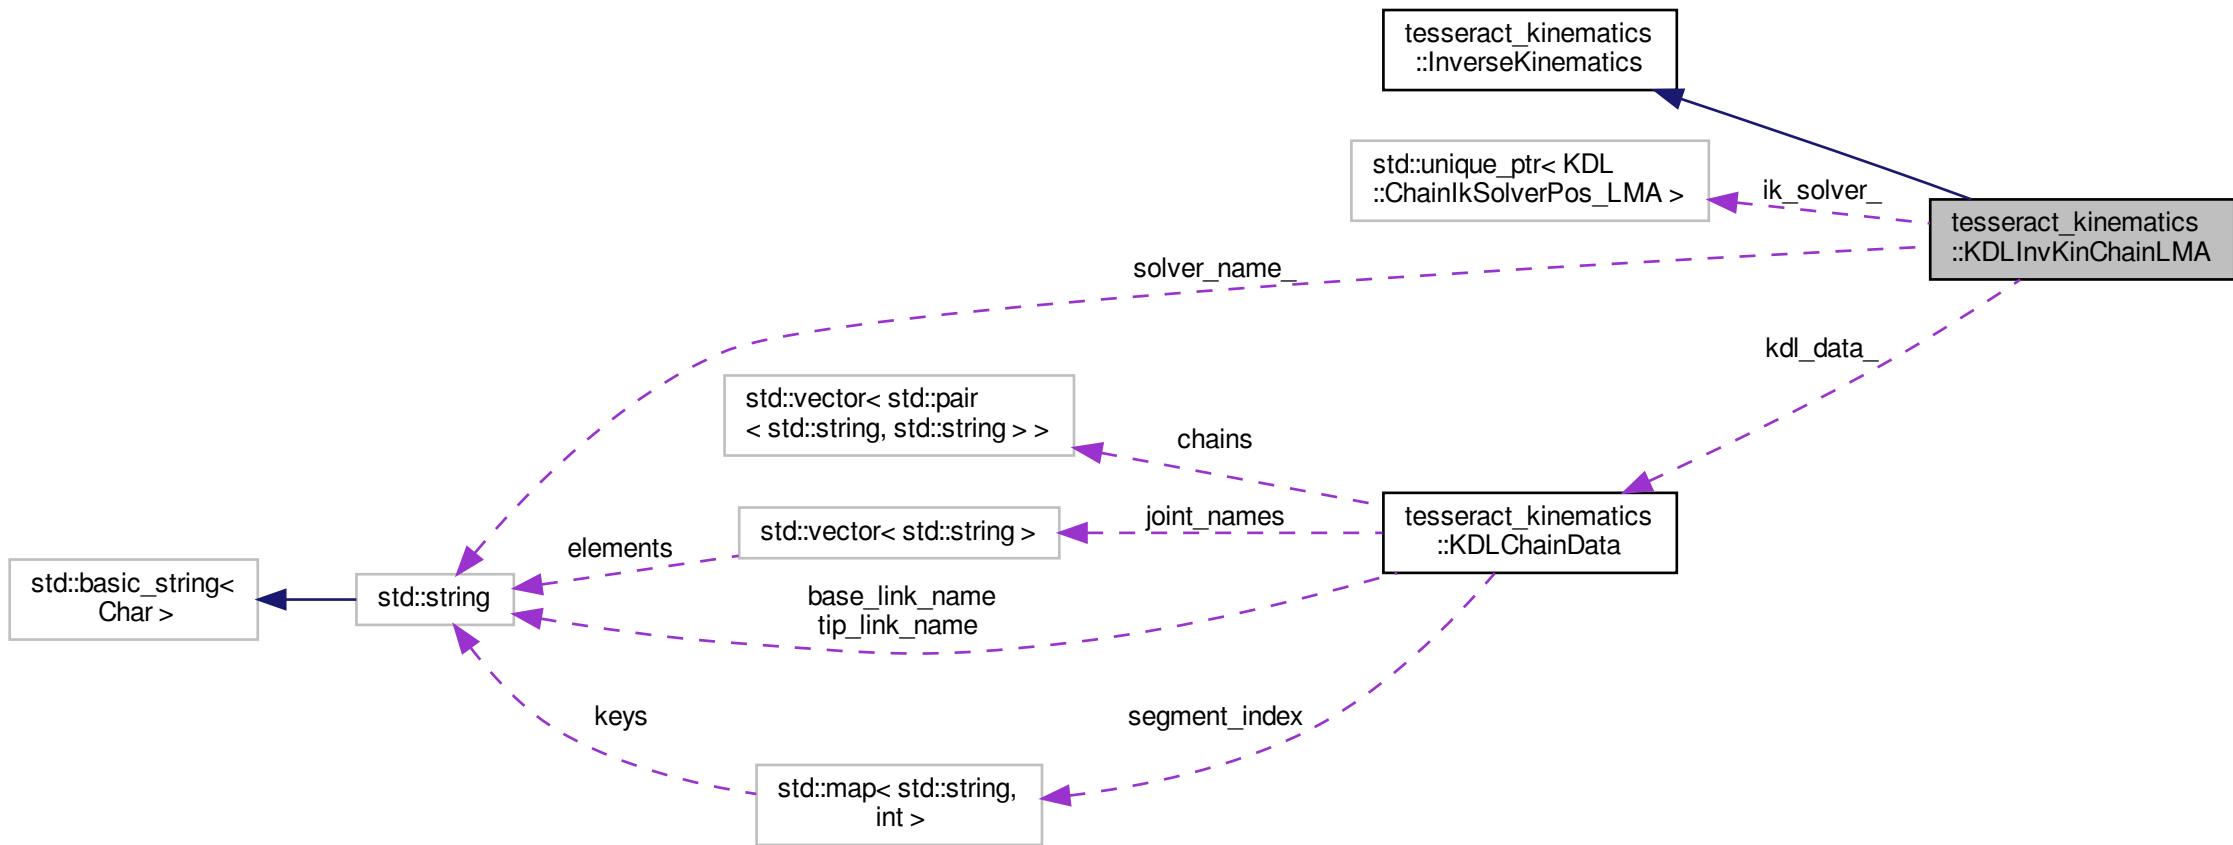 tesseract_kinematics
::InverseKinematics
std::unique_ptr< KDL
::ChainIkSolverPos_LMA >
ik_solver_
tesseract_kinematics
::KDLInvKinChainLMA
solver_name_
kdl_data_
std::vector< std::pair
< std::string, std::string > >
chains
std::vector< std::string >
joint_names
tesseract_kinematics
::KDLChainData
elements
std::basic_string<
Char >
std::string
base_link_name
tip_link_name
keys
segment_index
std::map< std::string,
int >